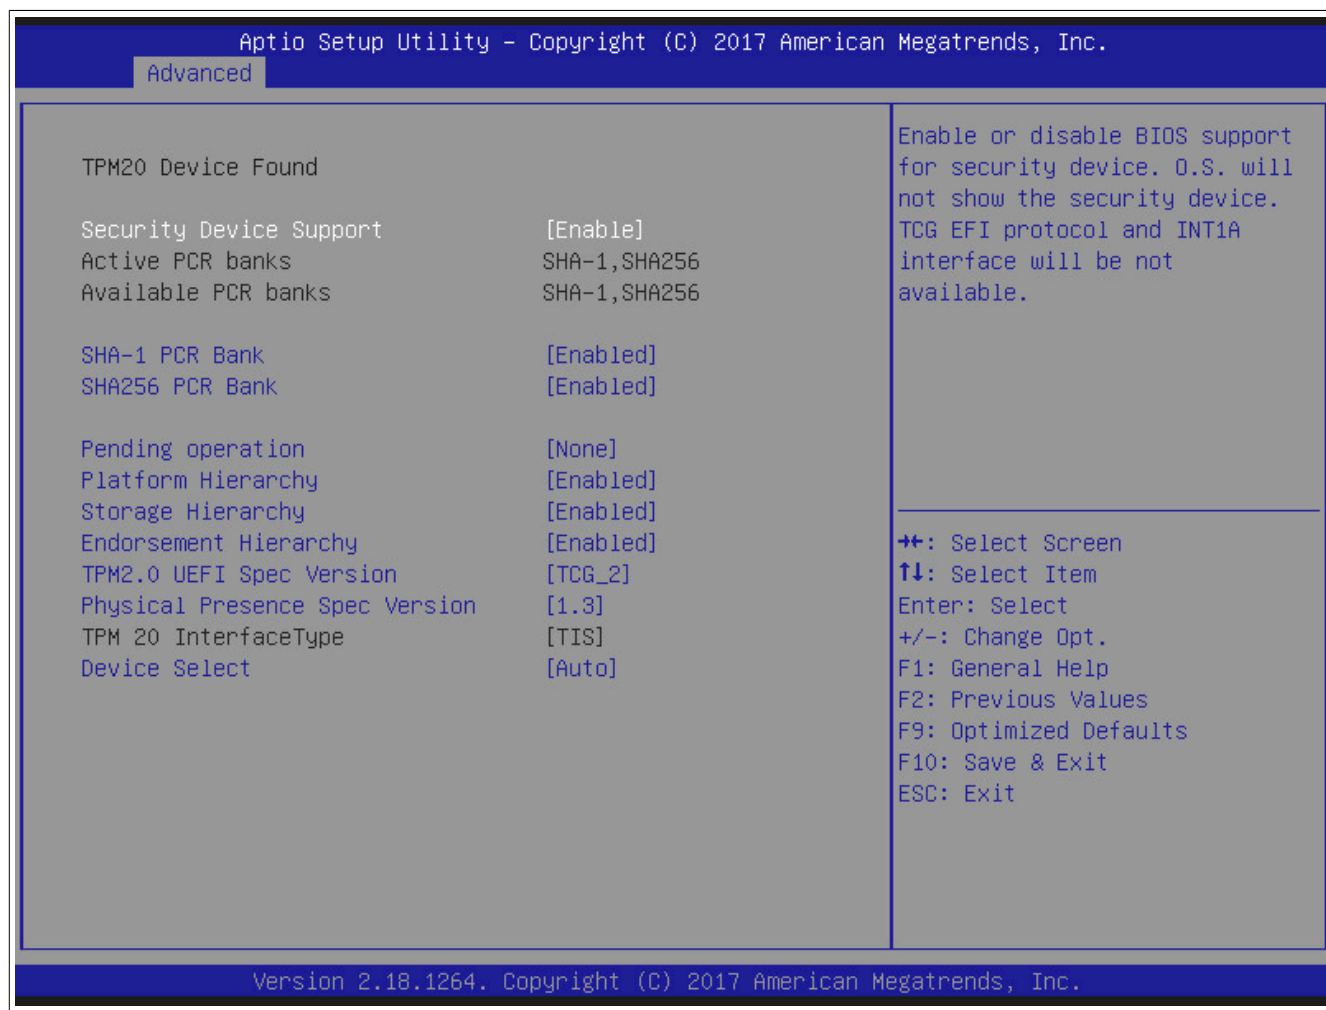 Aptio Setup Utility – Copyright (C) 2017 American Megatrends, Inc.
Advanced
TPM20 Device Found
Security Device Support [Enable]
Active PCR banks SHA-1,SHA256
Available PCR banks SHA-1,SHA256
SHA-1 PCR Bank [Enabled]
SHA256 PCR Bank [Enabled]
Pending operation [None]
Platform Hierarchy [Enabled]
Storage Hierarchy [Enabled]
Endorsement Hierarchy [Enabled]
TPM2.0 UEFI Spec Version [TCG_2]
Physical Presence Spec Version [1.3]
TPM 20 InterfaceType [TIS]
Device Select [Auto]
Enable or disable BIOS support
for security device. O.S. will
not show the security device.
TCG EFI protocol and INT1A
interface will be not
available.
→←: Select Screen
↑↓: Select Item
Enter: Select
+/-: Change Opt.
F1: General Help
F2: Previous Values
F9: Optimized Defaults
F10: Save & Exit
ESC: Exit
Version 2.18.1264. Copyright (C) 2017 American Megatrends, Inc.